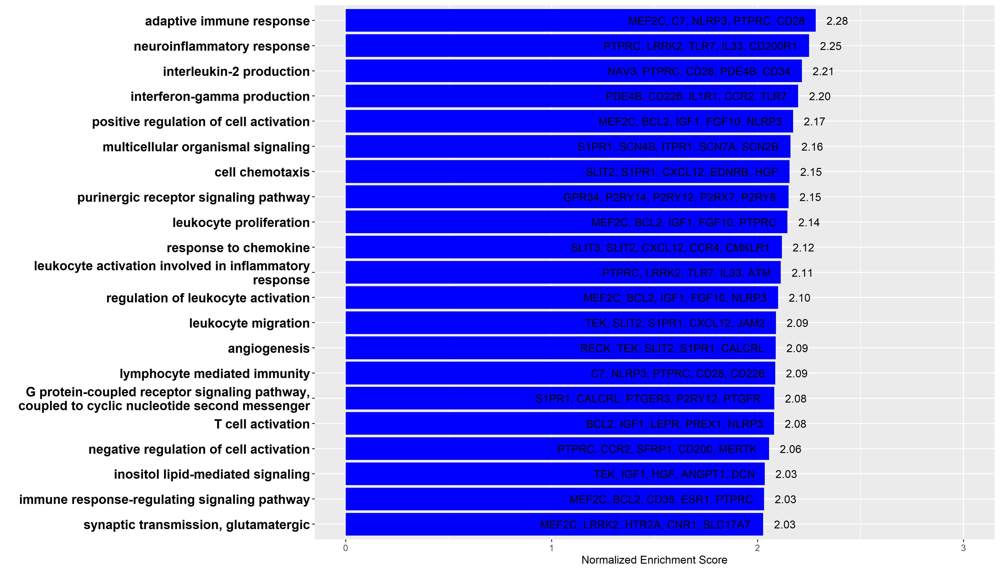 adaptive immune response MEF2C, C7, NLRP3, PTPRC, CD28 2.28
neuroinflammatory response PTPRC, LRRK2, TLR7, IL33, CD200R1 2.25
interleukin-2 production NAV3, PTPRC, CD28, PDE4B, CD34 2.21
interferon-gamma production PDE4B, CD226, IL1R1, CCR2, TLR7 2.20
positive regulation of cell activation MEF2C, BCL2, IGF1, FGF10, NLRP3 2.17
multicellular organismal signaling S1PR1, SCN4B, ITPR1, SCN7A, SCN2B 2.16
cell chemotaxis SLIT2, S1PR1, CXCL12, EDNRB, HGF 2.15
purinergic receptor signaling pathway GPR34, P2RY14, P2RY12, P2RX7, P2RY8 2.15
leukocyte proliferation MEF2C, BCL2, IGF1, FGF10, PTPRC 2.14
response to chemokine SLIT3, SLIT2, CXCL12, CCR4, CMKLR1 2.12
leukocyte activation involved in inflammatory
response PTPRC, LRRK2, TLR7, IL33, ATM 2.11
regulation of leukocyte activation MEF2C, BCL2, IGF1, FGF10, NLRP3 2.10
leukocyte migration TEK, SLIT2, S1PR1, CXCL12, JAM2 2.09
angiogenesis RECK, TEK, SLIT2, S1PR1, CALCRL 2.09
lymphocyte mediated immunity C7, NLRP3, PTPRC, CD28, CD226 2.09
G protein-coupled receptor signaling pathway,
coupled to cyclic nucleotide second messenger S1PR1, CALCRL, PTGER3, P2RY12, PTGFR 2.08
T cell activation BCL2, IGF1, LEPR, PREX1, NLRP3 2.08
negative regulation of cell activation PTPRC, CCR2, SFRP1, CD200, MERTK 2.06
inositol lipid-mediated signaling TEK, IGF1, HGF, ANGPT1, DCN 2.03
immune response-regulating signaling pathway MEF2C, BCL2, CD36, ESR1, PTPRC 2.03
synaptic transmission, glutamatergic MEF2C, LRRK2, HTR2A, CNR1, SLC17A7 2.03
0 1 2 3
Normalized Enrichment Score